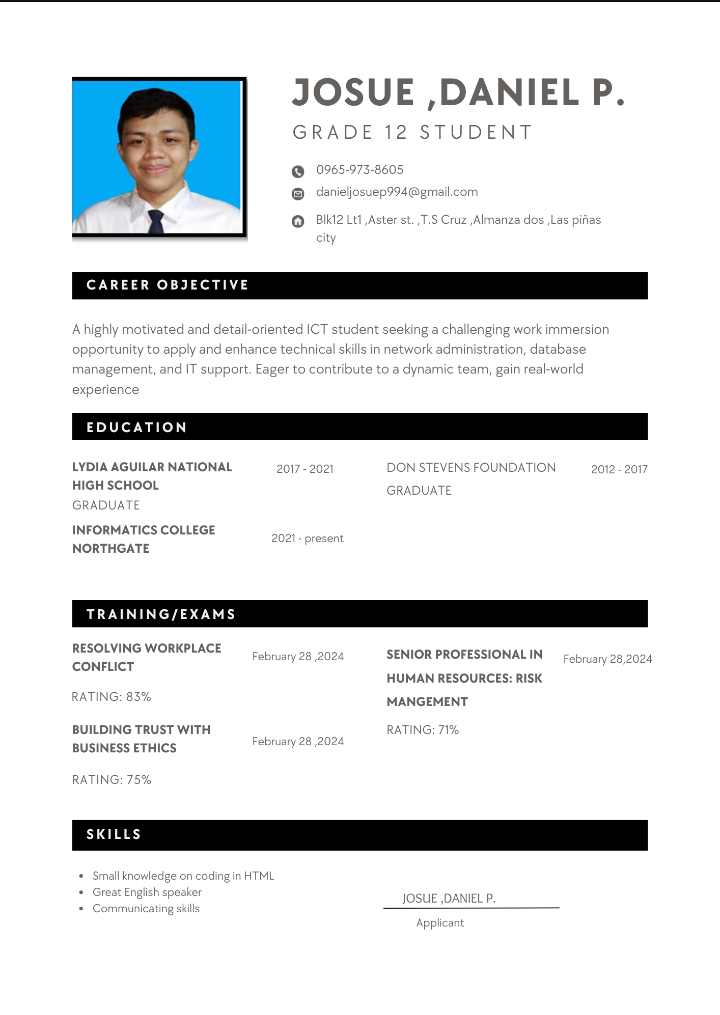 JOSUE ,DANIEL P.
GRADE 12 STUDENT
0965-973-8605
danieljosuep994@gmail.com
Blk12 Lt1 ,Aster st. ,T.S Cruz ,Almanza dos ,Las piñas
city
CAREER OBJECTIVE
A highly motivated and detail-oriented ICT student seeking a challenging work immersion
opportunity to apply and enhance technical skills in network administration, database
management, and IT support. Eager to contribute to a dynamic team, gain real-world
experience
EDUCATION
LYDIA AGUILAR NATIONAL
HIGH SCHOOL
2017 - 2021
GRADUATE
INFORMATICS COLLEGE
NORTHGATE
2021 - present
DON STEVENS FOUNDATION
2012 - 2017
GRADUATE
TRAINING/EXAMS
RESOLVING WORKPLACE
CONFLICT
February 28 ,2024
RATING: 83%
BUILDING TRUST WITH
BUSINESS ETHICS
February 28 ,2024
RATING: 75%
SENIOR PROFESSIONAL IN
HUMAN RESOURCES: RISK
MANGEMENT
February 28,2024
RATING: 71%
SKILLS
• Small knowledge on coding in HTML
• Great English speaker
• Communicating skills
JOSUE ,DANIEL P.
Applicant